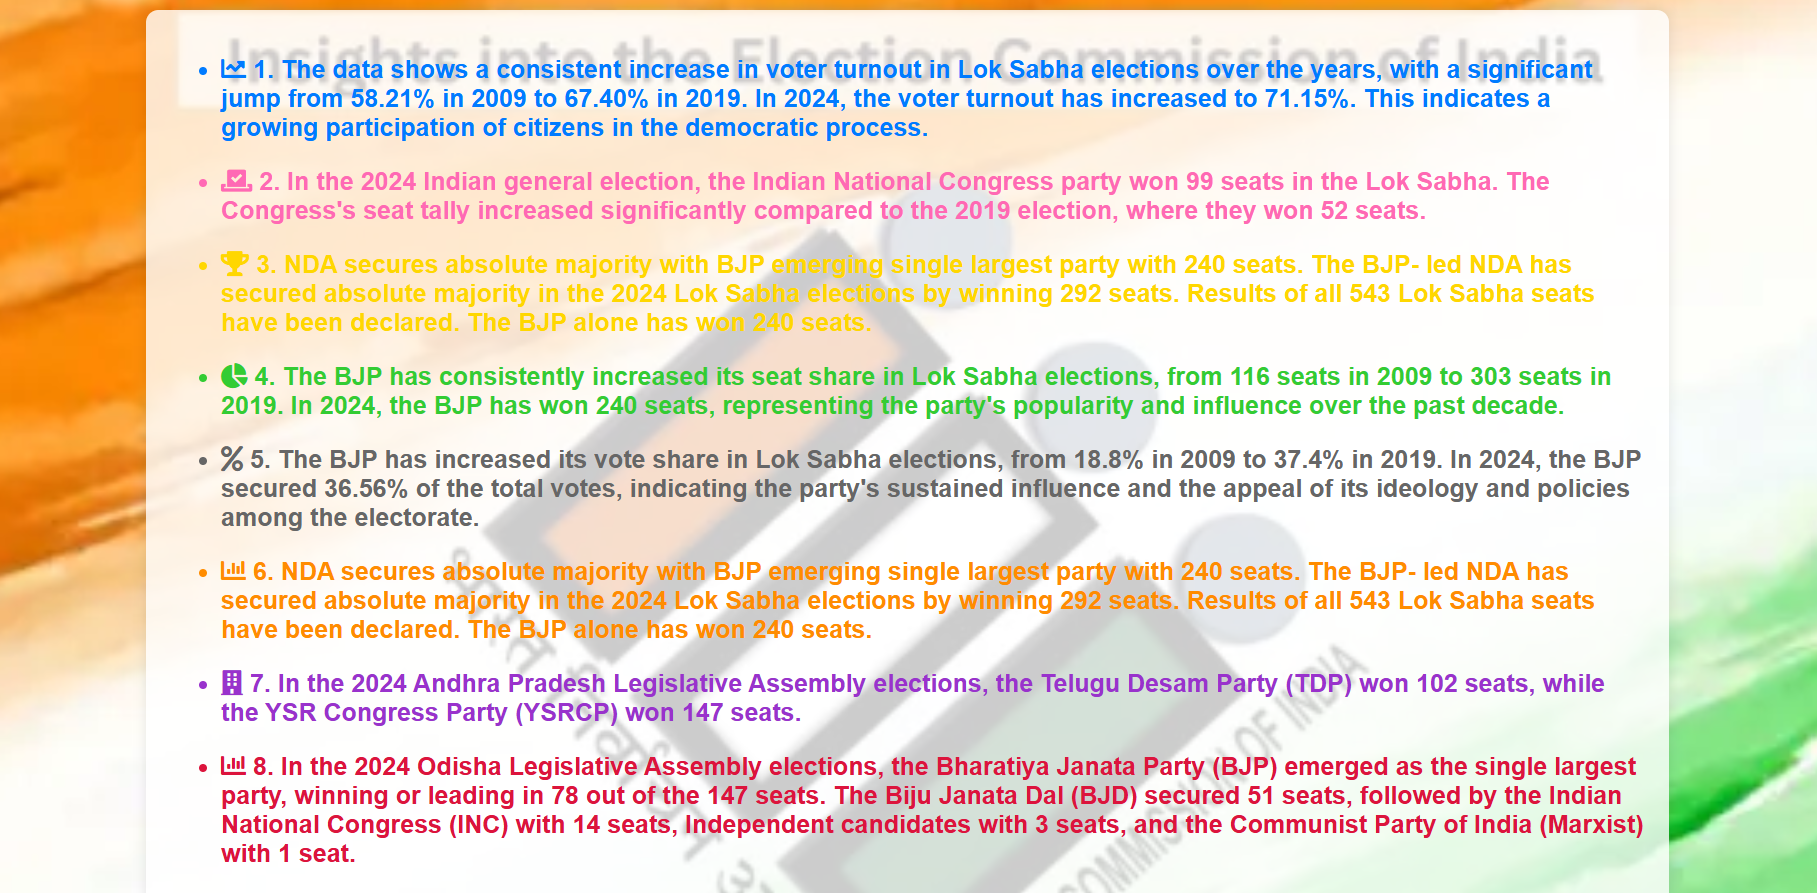 Insights into the Election Commission of India
1. The data shows a consistent increase in voter turnout in Lok Sabha elections over the years, with a significant
jump from 58.21% in 2009 to 67.40% in 2019. In 2024, the voter turnout has increased to 71.15%. This indicates a
growing participation of citizens in the democratic process.
2. In the 2024 Indian general election, the Indian National Congress party won 99 seats in the Lok Sabha. The
Congress's seat tally increased significantly compared to the 2019 election, where they won 52 seats.
3. NDA secures absolute majority with BJP emerging single largest party with 240 seats. The BJP- led NDA has
secured absolute majority in the 2024 Lok Sabha elections by winning 292 seats. Results of all 543 Lok Sabha seats
have been declared. The BJP alone has won 240 seats.
4. The BJP has consistently increased its seat share in Lok Sabha elections, from 116 seats in 2009 to 303 seats in
2019. In 2024, the BJP has won 240 seats, representing the party's popularity and influence over the past decade.
5. The BJP has increased its vote share in Lok Sabha elections, from 18.8% in 2009 to 37.4% in 2019. In 2024, the BJP
secured 36.56% of the total votes, indicating the party's sustained influence and the appeal of its ideology and policies
among the electorate.
6. NDA secures absolute majority with BJP emerging single largest party with 240 seats. The BJP- led NDA has
secured absolute majority in the 2024 Lok Sabha elections by winning 292 seats. Results of all 543 Lok Sabha seats
have been declared. The BJP alone has won 240 seats.
7. In the 2024 Andhra Pradesh Legislative Assembly elections, the Telugu Desam Party (TDP) won 102 seats, while
the YSR Congress Party (YSRCP) won 147 seats.
8. In the 2024 Odisha Legislative Assembly elections, the Bharatiya Janata Party (BJP) emerged as the single largest
party, winning or leading in 78 out of the 147 seats. The Biju Janata Dal (BJD) secured 51 seats, followed by the Indian
National Congress (INC) with 14 seats, Independent candidates with 3 seats, and the Communist Party of India (Marxist)
with 1 seat.
COMMISSION OF INDIA